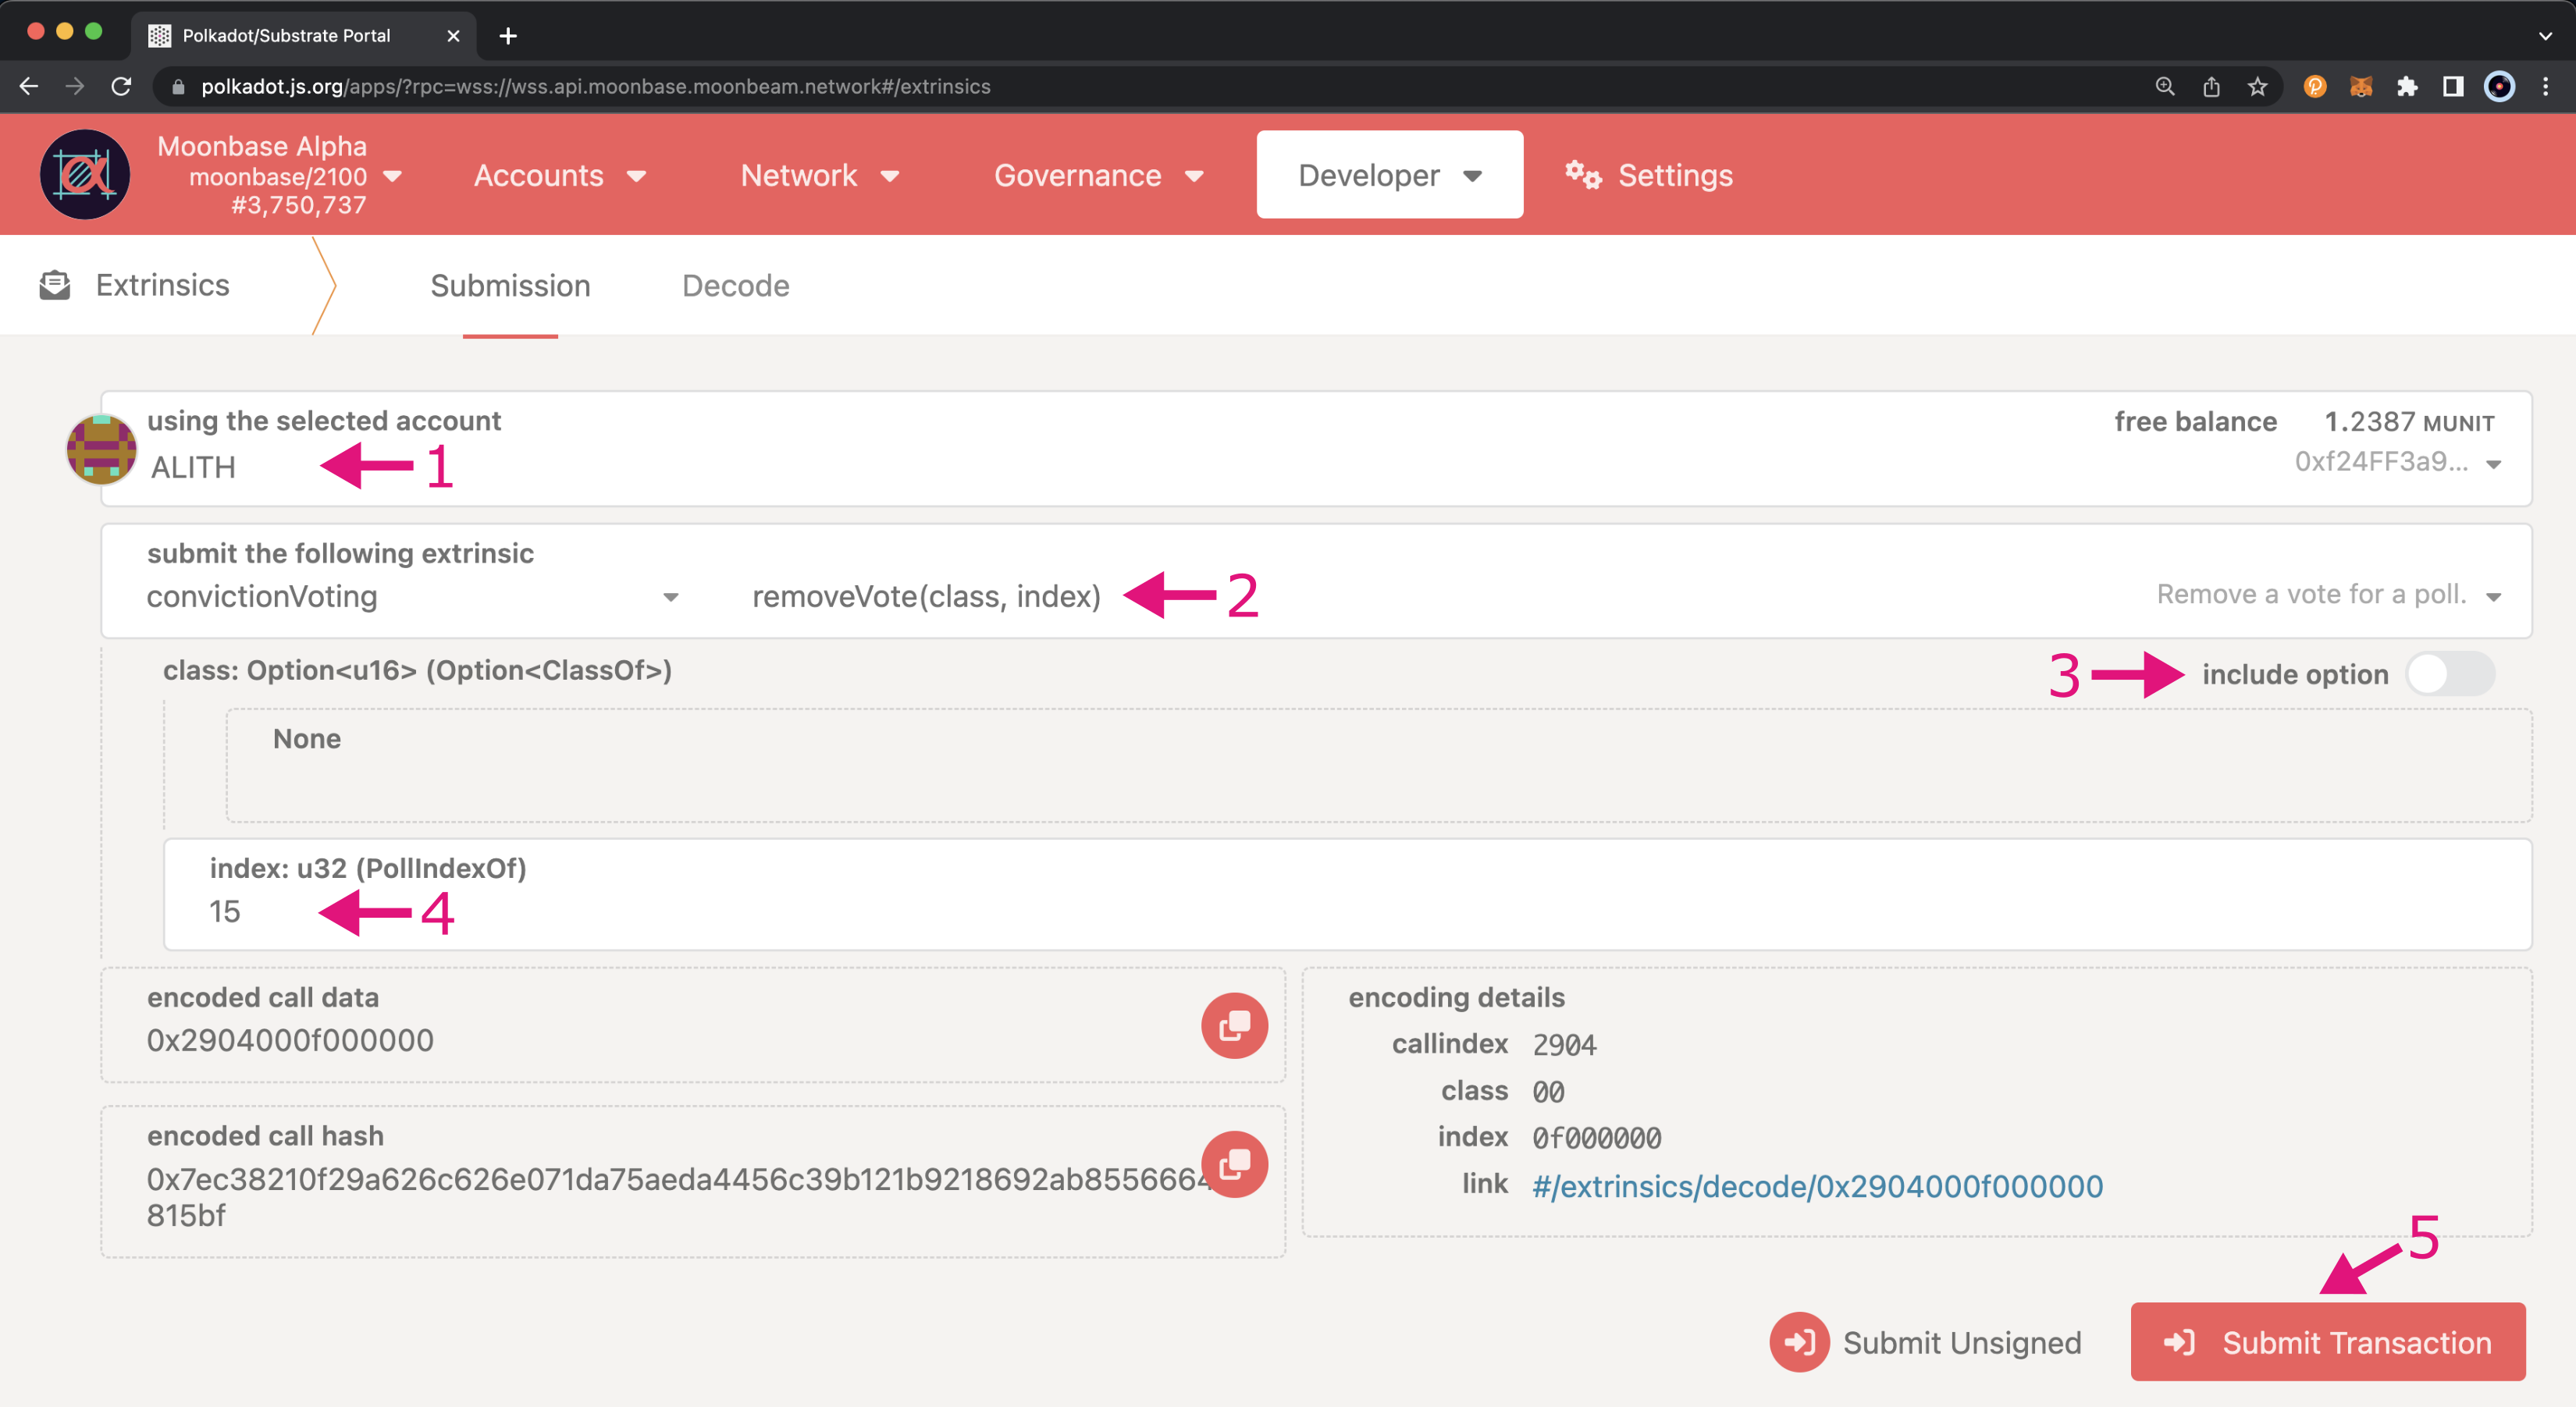 Polkadot/Substrate Portal
polkadot.js.org/apps/?rpc=wss://wss.api.moonbase.moonbeam.network#/extrinsics
Moonbase Alpha
moonbase/2100
#3,750,737
Accounts
Network
Governance
Developer
Settings
Extrinsics
Submission
Decode
using the selected account
ALITH
1
free balance 1.2387 MUNIT
0xf24FF3a9...
submit the following extrinsic
convictionVoting
removeVote(class, index)
2
Remove a vote for a poll.
class: Option<u16> (Option<ClassOf>)
3
include option
None
index: u32 (PollIndexOf)
15
4
encoded call data
0x2904000f000000
encoded call hash
0x7ec38210f29a626c626e071da75aeda4456c39b121b9218692ab8556664
815bf
encoding details
callindex 2904
class 00
index 0f000000
link #/extrinsics/decode/0x2904000f000000
5
Submit Unsigned
Submit Transaction